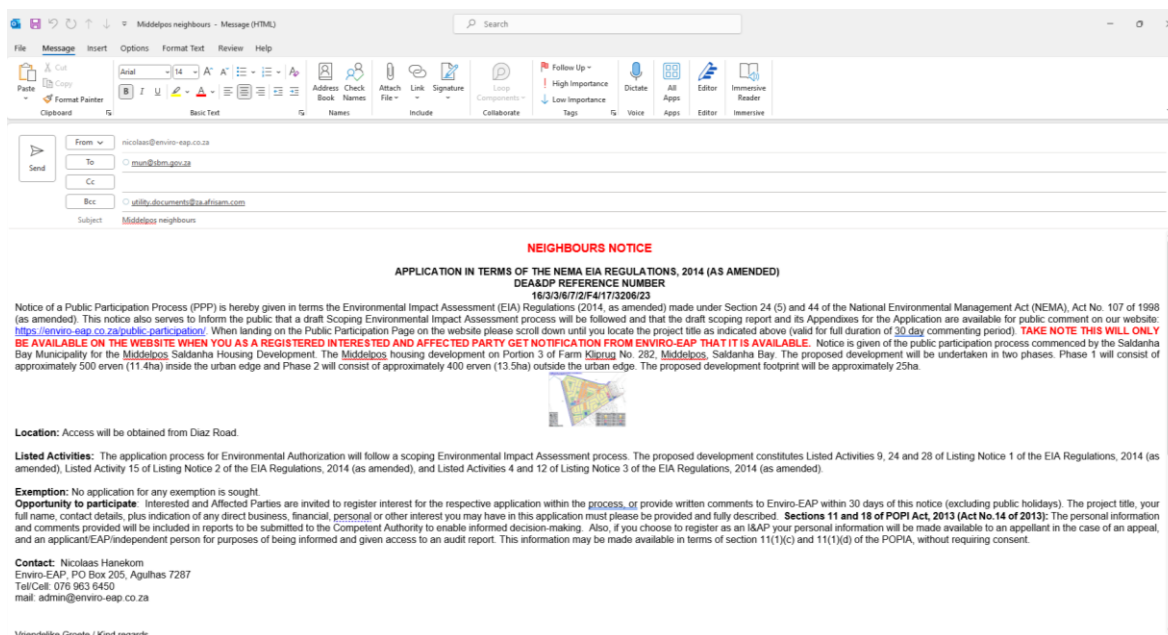 Middelpos neighbours - Message (HTML)
Search
File Message Insert Options Format Text Review Help
Paste
Cut
Copy
Format Painter
Clipboard
Arial 14
Basic Text
Address Book
Check Names
Names
Attach File
Link
Signature
Include
Loop Components
Collaborate
Follow Up
High Importance
Low Importance
Tags
Dictate
Voice
All Apps
Apps
Editor
Editor
Immersive Reader
Immersive
Send
From nicolaas@enviro-eap.co.za
To mun@sbm.gov.za
Cc
Bcc utility.documents@za.afrisam.com
Subject Middelpos neighbours
NEIGHBOURS NOTICE
APPLICATION IN TERMS OF THE NEMA EIA REGULATIONS, 2014 (AS AMENDED)
DEA&DP REFERENCE NUMBER
16/3/3/6/7/2/F4/17/3206/23
Notice of a Public Participation Process (PPP) is hereby given in terms the Environmental Impact Assessment (EIA) Regulations (2014, as amended) made under Section 24 (5) and 44 of the National Environmental Management Act (NEMA), Act No. 107 of 1998
(as amended). This notice also serves to Inform the public that a draft Scoping Environmental Impact Assessment process will be followed and that the draft scoping report and its Appendixes for the Application are available for public comment on our website:
https://enviro-eap.co.za/public-participation/. When landing on the Public Participation Page on the website please scroll down until you locate the project title as indicated above (valid for full duration of 30 day commenting period). TAKE NOTE THIS WILL ONLY
BE AVAILABLE ON THE WEBSITE WHEN YOU AS A REGISTERED INTERESTED AND AFFECTED PARTY GET NOTIFICATION FROM ENVIRO-EAP THAT IT IS AVAILABLE. Notice is given of the public participation process commenced by the Saldanha
Bay Municipality for the Middelpos Saldanha Housing Development. The Middelpos housing development on Portion 3 of Farm Kliprug No. 282, Middelpos, Saldanha Bay. The proposed development will be undertaken in two phases. Phase 1 will consist of
approximately 500 erven (11.4ha) inside the urban edge and Phase 2 will consist of approximately 400 erven (13.5ha) outside the urban edge. The proposed development footprint will be approximately 25ha.
Location: Access will be obtained from Diaz Road.
Listed Activities: The application process for Environmental Authorization will follow a scoping Environmental Impact Assessment process. The proposed development constitutes Listed Activities 9, 24 and 28 of Listing Notice 1 of the EIA Regulations, 2014 (as
amended), Listed Activity 15 of Listing Notice 2 of the EIA Regulations, 2014 (as amended), and Listed Activities 4 and 12 of Listing Notice 3 of the EIA Regulations, 2014 (as amended).
Exemption: No application for any exemption is sought.
Opportunity to participate: Interested and Affected Parties are invited to register interest for the respective application within the process, or provide written comments to Enviro-EAP within 30 days of this notice (excluding public holidays). The project title, your
full name, contact details, plus indication of any direct business, financial, personal or other interest you may have in this application must please be provided and fully described. Sections 11 and 18 of POPI Act, 2013 (Act No.14 of 2013): The personal information
and comments provided will be included in reports to be submitted to the Competent Authority to enable informed decision-making. Also, if you choose to register as an I&AP your personal information will be made available to an appellant in the case of an appeal,
and an applicant/EAP/independent person for purposes of being informed and given access to an audit report. This information may be made available in terms of section 11(1)(c) and 11(1)(d) of the POPIA, without requiring consent.
Contact: Nicolaas Hanekom
Enviro-EAP, PO Box 205, Agulhas 7287
Tel/Cell: 076 963 6450
mail: admin@enviro-eap.co.za
Vriendelike Groete / Kind regards